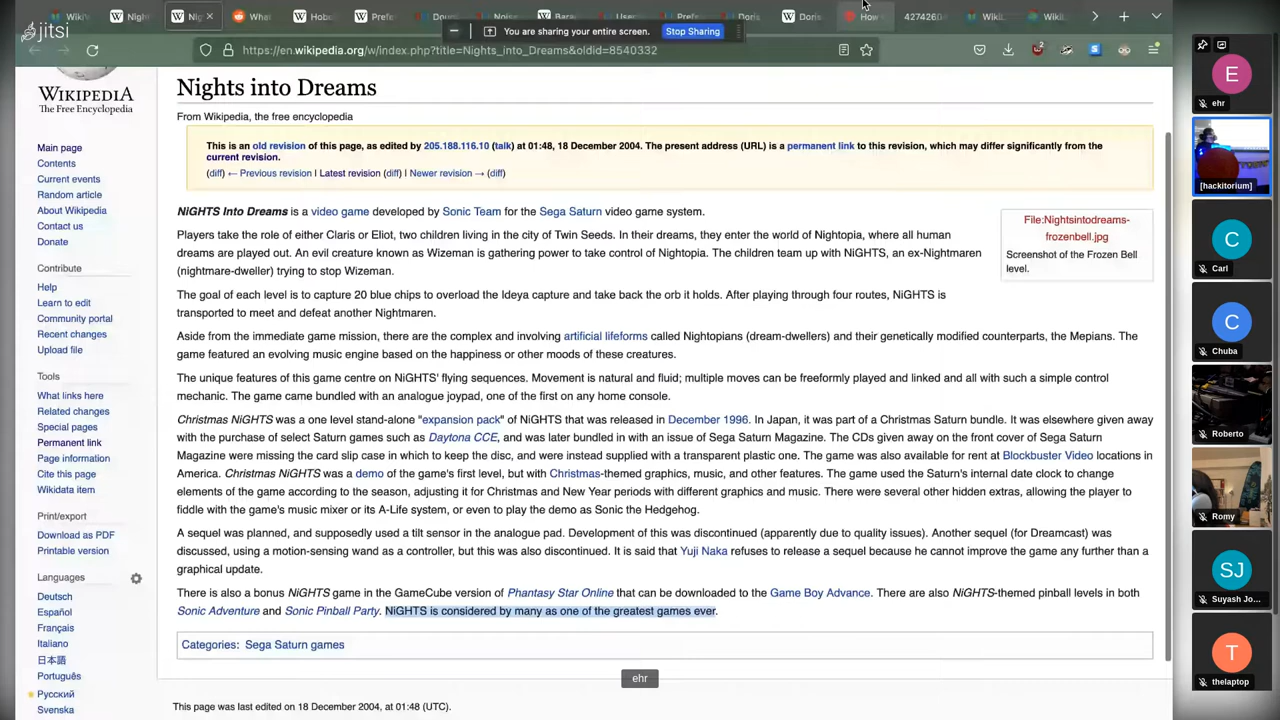 WikiV
Nigh
Nig
What
Hobu
Prefe
Dou
Wo
Bara
User
Prefs
Doris
Doris
How
4274260
Wiki
Wiki
jitsi
You are sharing your entire screen.
Stop Sharing
https://en.wikipedia.org/w/index.php?title=Nights_into_Dreams&oldid=8540332
WIKIPEDIA
The Free Encyclopedia
Main page
Contents
Current events
Random article
About Wikipedia
Contact us
Donate
Contribute
Help
Learn to edit
Community portal
Recent changes
Upload file
Tools
What links here
Related changes
Special pages
Permanent link
Page information
Cite this page
Wikidata item
Print/export
Download as PDF
Printable version
Languages
Deutsch
Español
Français
Italiano
日本語
Português
Русский
Svenska
Nights into Dreams
From Wikipedia, the free encyclopedia
This is an old revision of this page, as edited by 205.188.116.10 (talk) at 01:48, 18 December 2004. The present address (URL) is a permanent link to this revision, which may differ significantly from the
current revision.
(diff) ← Previous revision | Latest revision (diff) | Newer revision → (diff)
NiGHTS Into Dreams is a video game developed by Sonic Team for the Sega Saturn video game system.
Players take the role of either Claris or Eliot, two children living in the city of Twin Seeds. In their dreams, they enter the world of Nightopia, where all human
dreams are played out. An evil creature known as Wizeman is gathering power to take control of Nightopia. The children team up with NiGHTS, an ex-Nightmaren
(nightmare-dweller) trying to stop Wizeman.
File:Nightsintodreams-
frozenbell.jpg
Screenshot of the Frozen Bell
level.
The goal of each level is to capture 20 blue chips to overload the Ideya capture and take back the orb it holds. After playing through four routes, NiGHTS is
transported to meet and defeat another Nightmaren.
Aside from the immediate game mission, there are the complex and involving artificial lifeforms called Nightopians (dream-dwellers) and their genetically modified counterparts, the Mepians. The
game featured an evolving music engine based on the happiness or other moods of these creatures.
The unique features of this game centre on NiGHTS' flying sequences. Movement is natural and fluid; multiple moves can be freeformly played and linked and all with such a simple control
mechanic. The game came bundled with an analogue joypad, one of the first on any home console.
Christmas NiGHTS was a one level stand-alone "expansion pack" of NiGHTS that was released in December 1996. In Japan, it was part of a Christmas Saturn bundle. It was elsewhere given away
with the purchase of select Saturn games such as Daytona CCE, and was later bundled in with an issue of Sega Saturn Magazine. The CDs given away on the front cover of Sega Saturn
Magazine were missing the card slip case in which to keep the disc, and were instead supplied with a transparent plastic one. The game was also available for rent at Blockbuster Video locations in
America. Christmas NiGHTS was a demo of the game's first level, but with Christmas-themed graphics, music, and other features. The game used the Saturn's internal date clock to change
elements of the game according to the season, adjusting it for Christmas and New Year periods with different graphics and music. There were several other hidden extras, allowing the player to
fiddle with the game's music mixer or its A-Life system, or even to play the demo as Sonic the Hedgehog.
A sequel was planned, and supposedly used a tilt sensor in the analogue pad. Development of this was discontinued (apparently due to quality issues). Another sequel (for Dreamcast) was
discussed, using a motion-sensing wand as a controller, but this was also discontinued. It is said that Yuji Naka refuses to release a sequel because he cannot improve the game any further than a
graphical update.
There is also a bonus NiGHTS game in the GameCube version of Phantasy Star Online that can be downloaded to the Game Boy Advance. There are also NiGHTS-themed pinball levels in both
Sonic Adventure and Sonic Pinball Party. NiGHTS is considered by many as one of the greatest games ever.
Categories: Sega Saturn games
ehr
This page was last edited on 18 December 2004, at 01:48 (UTC).
E
ehr
[hackitorium]
C
Carl
C
Chuba
Roberto
Romy
SJ
Suyash Jo...
T
thelaptop